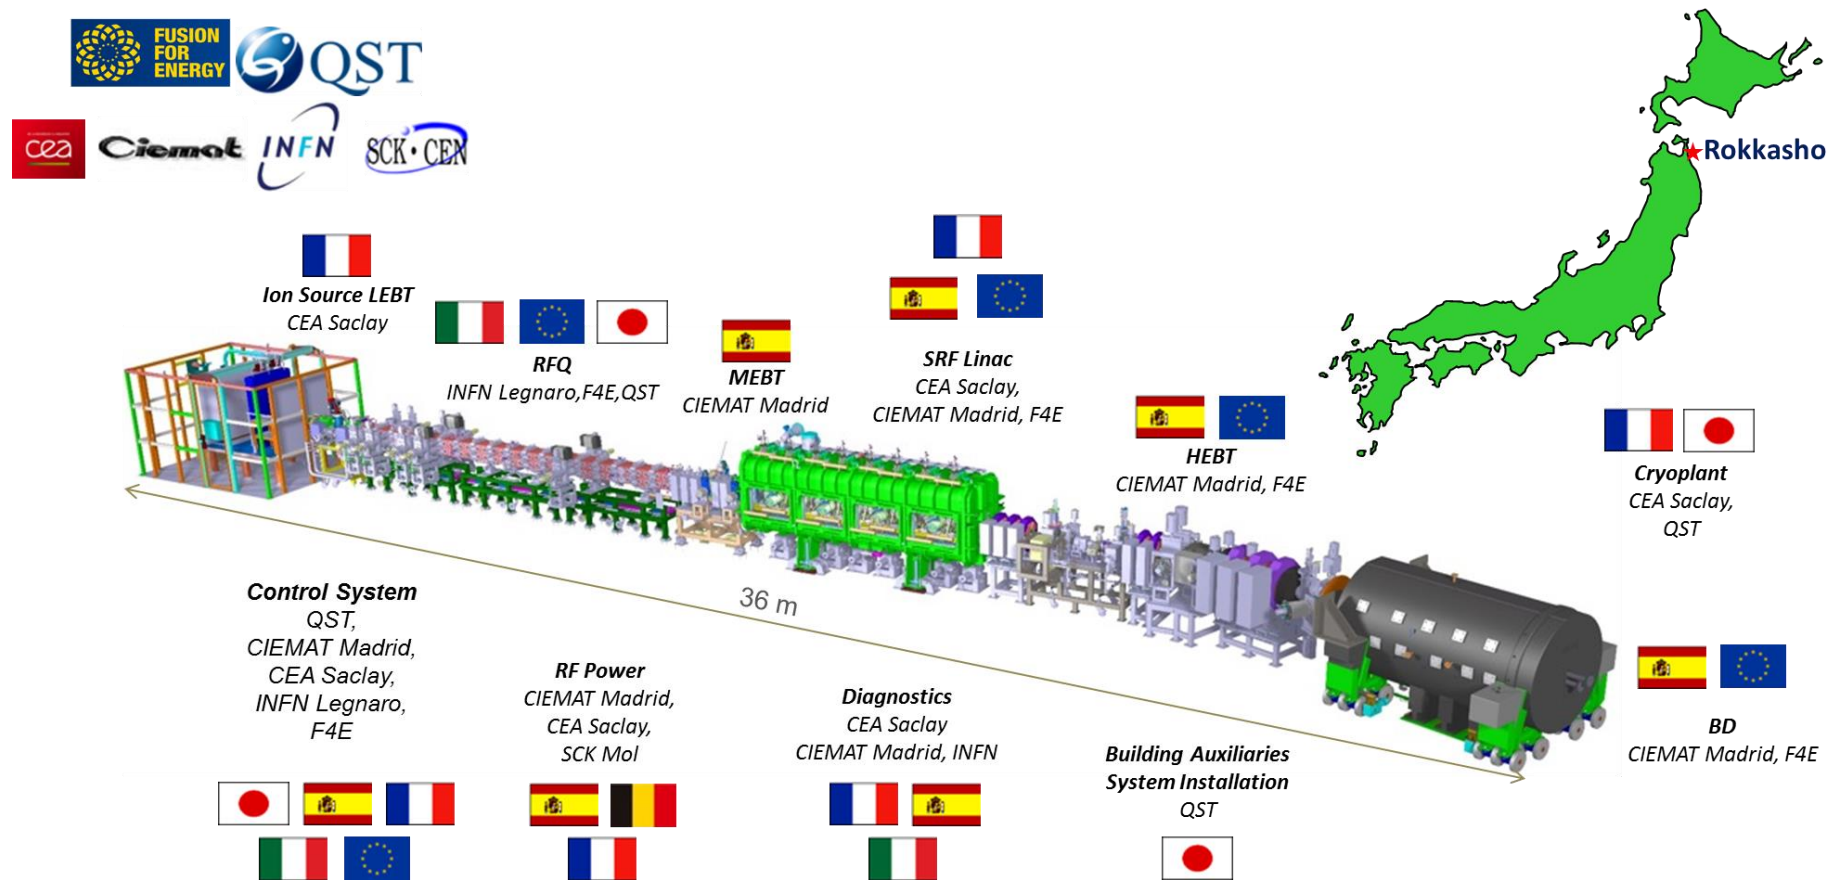 FUSION
FOR
ENERGY
QST
cea
Ciemat
INFN
SCK•CEN
Rokkasho
Ion Source LEBT
CEA Saclay
RFQ
INFN Legnaro,F4E,QST
MEBT
CIEMAT Madrid
SRF Linac
CEA Saclay,
CIEMAT Madrid, F4E
HEBT
CIEMAT Madrid, F4E
Cryoplant
CEA Saclay,
QST
36 m
Control System
QST,
CIEMAT Madrid,
CEA Saclay,
INFN Legnaro,
F4E
RF Power
CIEMAT Madrid,
CEA Saclay,
SCK Mol
Diagnostics
CEA Saclay
CIEMAT Madrid, INFN
Building Auxiliaries
System Installation
QST
BD
CIEMAT Madrid, F4E